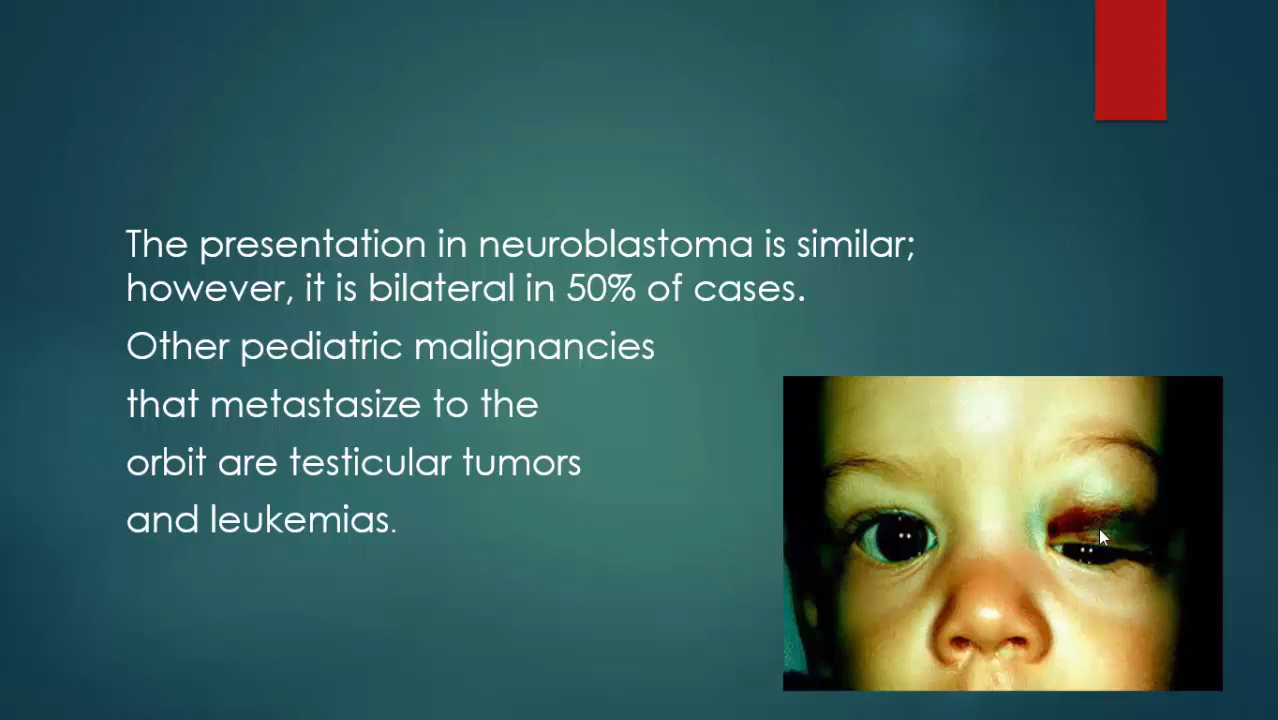 The presentation in neuroblastoma is similar;
however, it is bilateral in 50% of cases.
Other pediatric malignancies
that metastasize to the
orbit are testicular tumors
and leukemias.